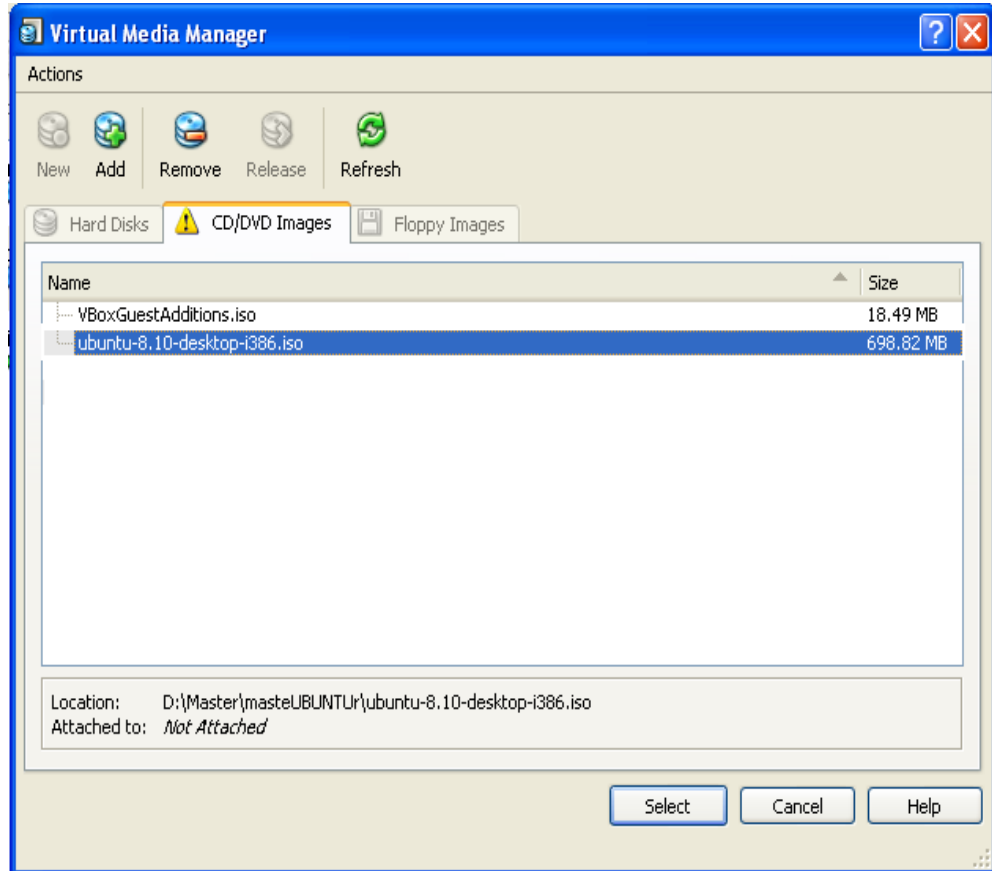 Virtual Media Manager
Actions
New Add Remove Release Refresh
Hard Disks CD/DVD Images Floppy Images
Name Size
VBoxGuestAdditions.iso 18.49 MB
ubuntu-8.10-desktop-i386.iso 698.82 MB
Location: D:\Master\masteUBUNTUr\ubuntu-8.10-desktop-i386.iso
Attached to: Not Attached
Select Cancel Help